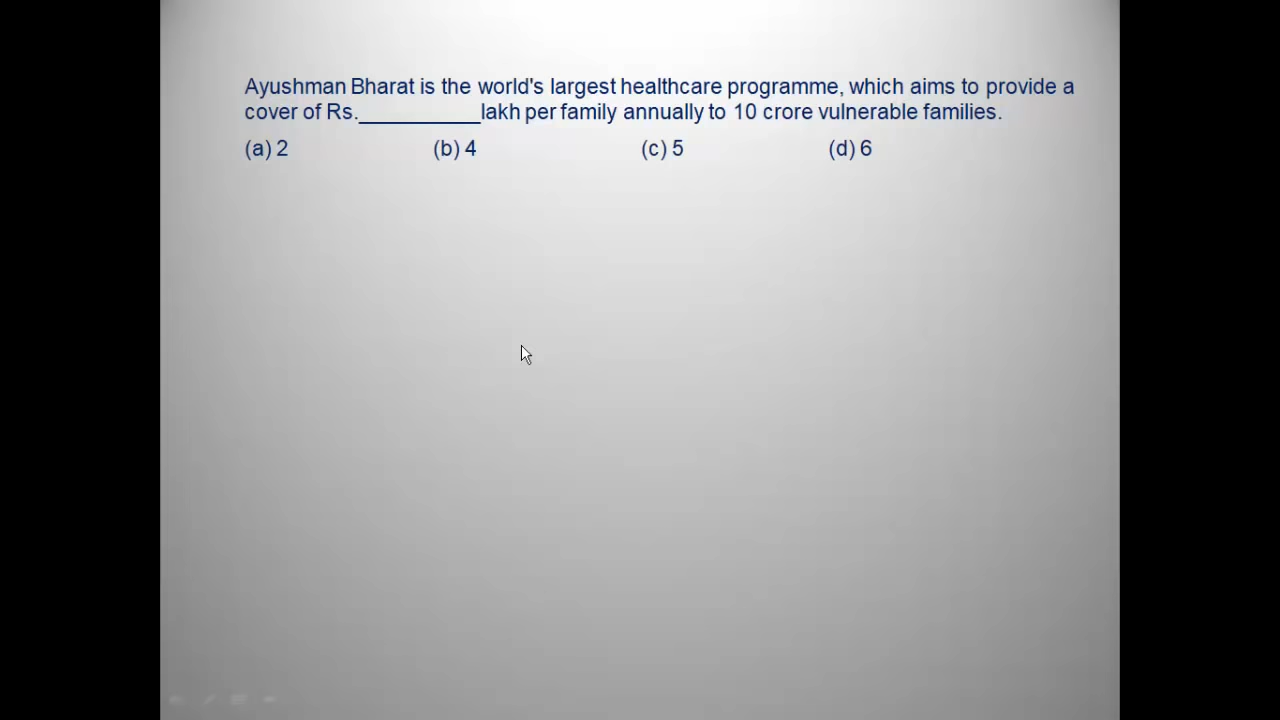 Ayushman Bharat is the world's largest healthcare programme, which aims to provide a
cover of Rs.__________lakh per family annually to 10 crore vulnerable families.
(a) 2 (b) 4 (c) 5 (d) 6